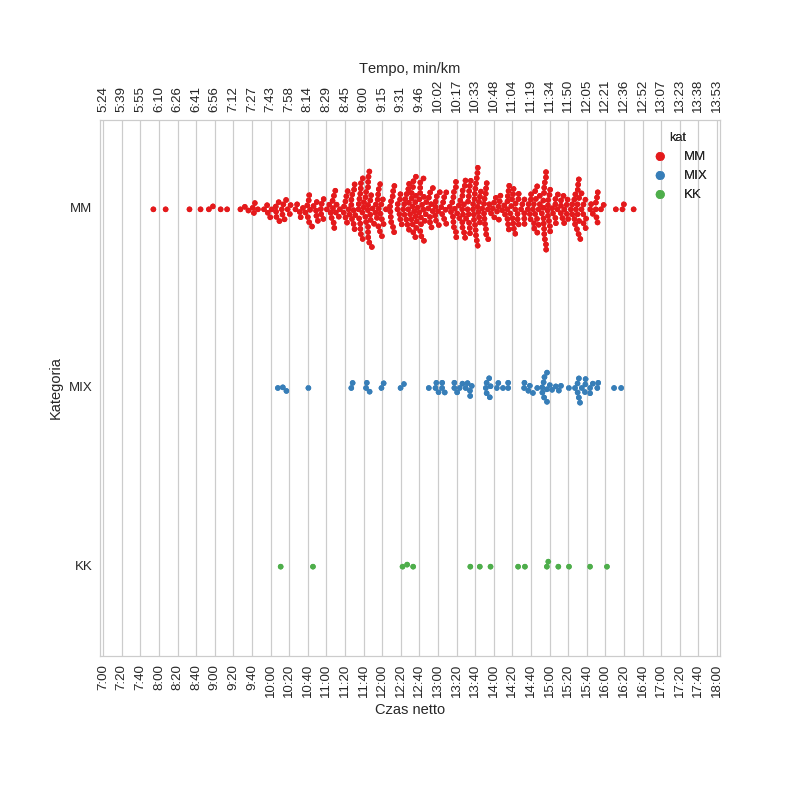 Tempo, min/km
5:24 5:39 5:55 6:10 6:26 6:41 6:56 7:12 7:27 7:43 7:58 8:14 8:29 8:45 9:00 9:15 9:31 9:46 10:02 10:17 10:33 10:48 11:04 11:19 11:34 11:50 12:05 12:21 12:36 12:52 13:07 13:23 13:38 13:53
kat
MM
MIX
KK
Kategoria
MM
MIX
KK
7:00 7:20 7:40 8:00 8:20 8:40 9:00 9:20 9:40 10:00 10:20 10:40 11:00 11:20 11:40 12:00 12:20 12:40 13:00 13:20 13:40 14:00 14:20 14:40 15:00 15:20 15:40 16:00 16:20 16:40 17:00 17:20 17:40 18:00
Czas netto